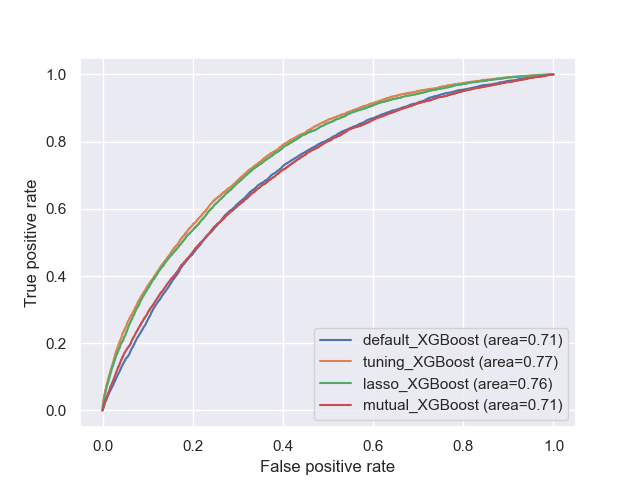 1.0
0.8
0.6
0.4
0.2
0.0
True positive rate
default_XGBoost (area=0.71)
tuning_XGBoost (area=0.77)
lasso_XGBoost (area=0.76)
mutual_XGBoost (area=0.71)
0.0 0.2 0.4 0.6 0.8 1.0
False positive rate